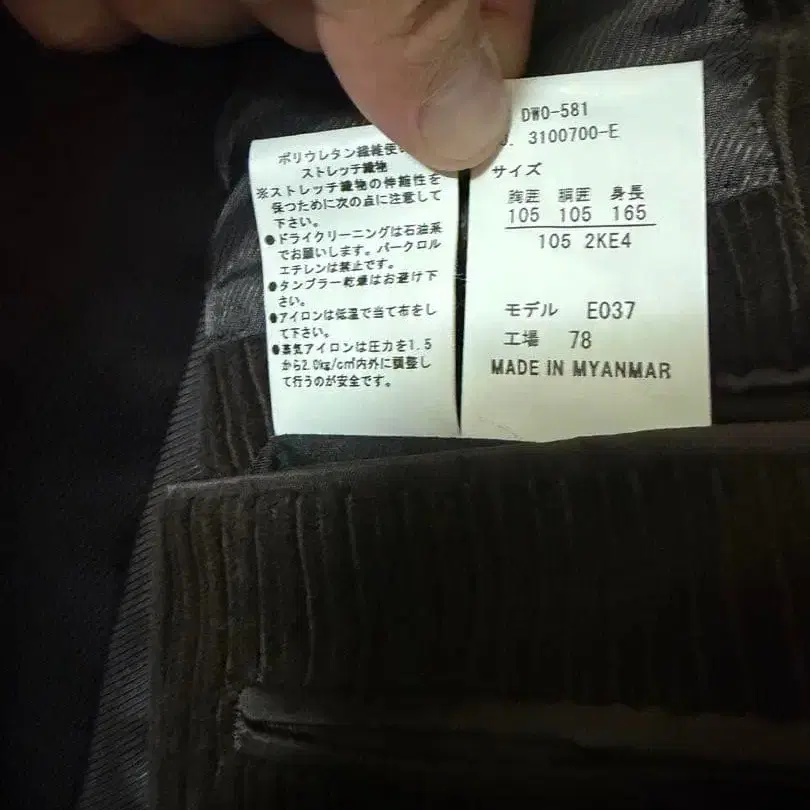 ポリウレタン繊維使
ストレッチ織物
※ストレッチ織物の伸縮性を
保つために次の点に注意して
下さい。
●ドライクリーニングは石油系
でお願いします。パークロル
エチレンは禁止です。
●タンブラー乾燥はお避け下
さい。
●アイロンは低温で当て布をし
て下さい。
●蒸気アイロンは圧力を1.5
から2.0kg/c㎡内外に調整し
て行うのが安全です。
DWO-581
. 3100700-E
サイズ
胸囲 胴囲 身長
105 105 165
105 2KE4
モデル E037
工場 78
MADE IN MYANMAR